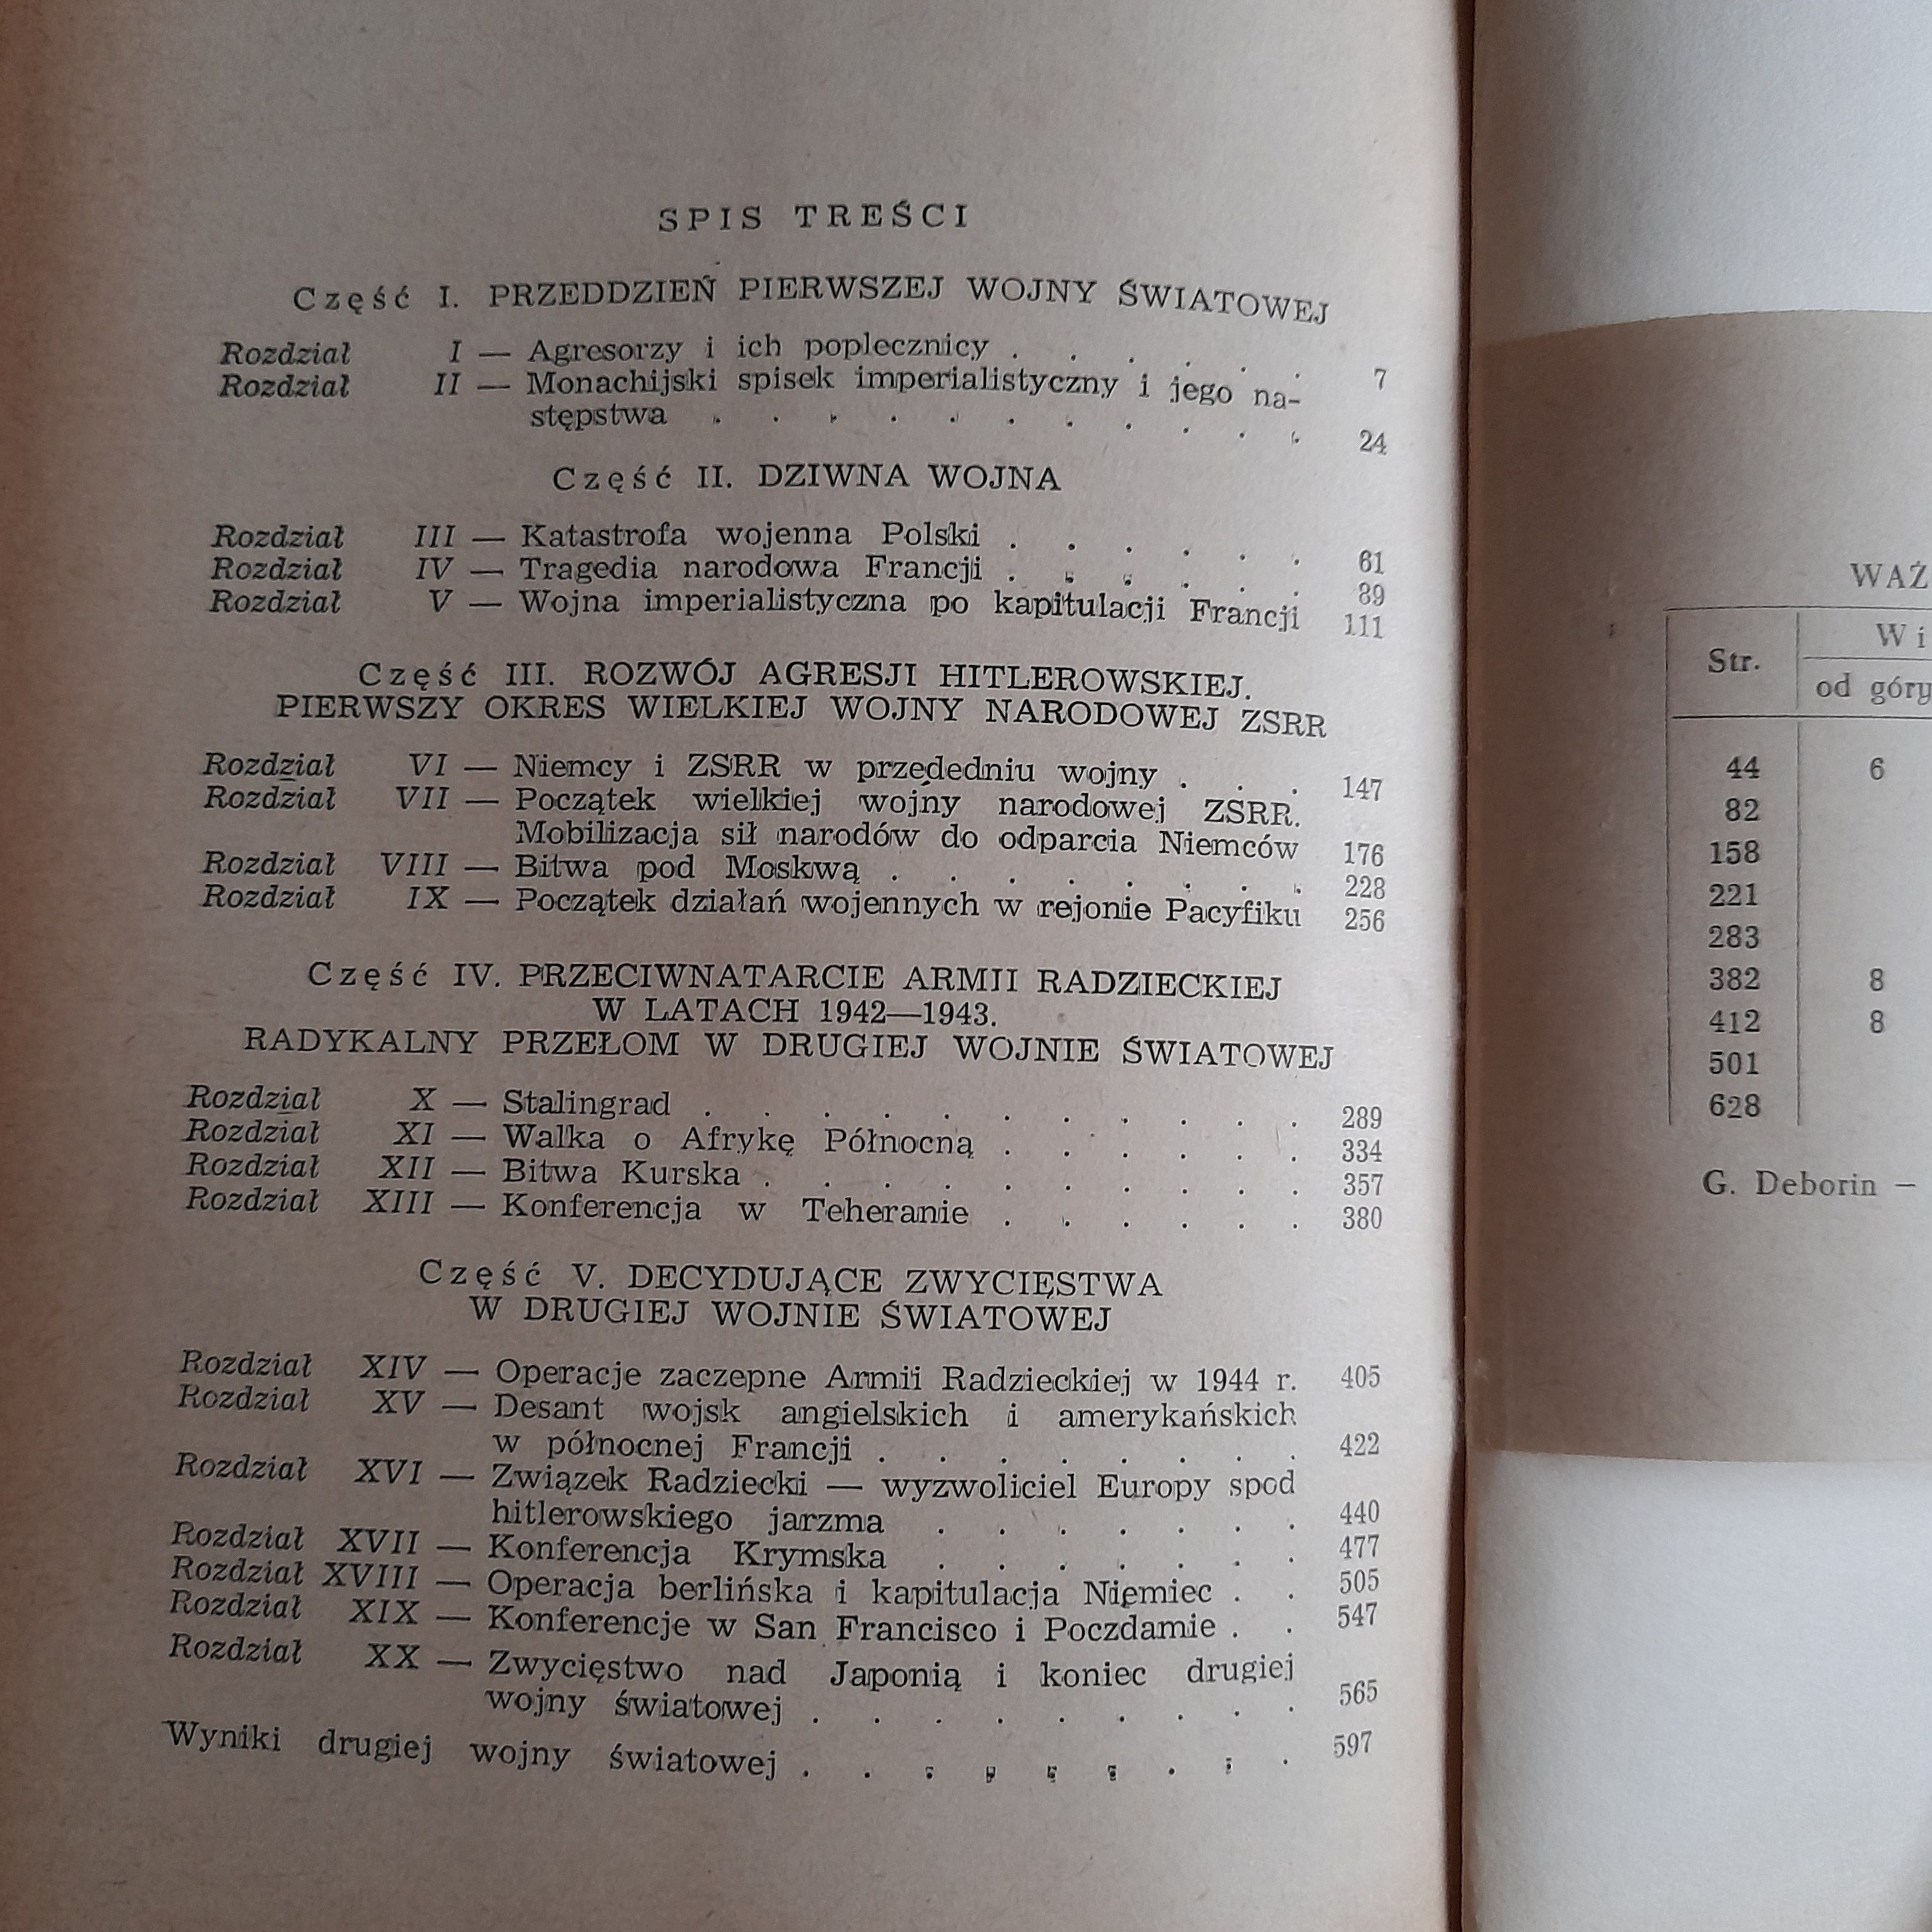 SPIS TREŚCI
Część I. PRZEDDZIEŃ PIERWSZEJ WOJNY ŚWIATOWEJ
Rozdział I — Agresorzy i ich poplecznicy . . . . . . 7
Rozdział II — Monachijski spisek imperialistyczny i jego na-
stępstwa . . . . . . . . . . . 24
Część II. DZIWNA WOJNA
Rozdział III — Katastrofa wojenna Polski . . . . . . 61
Rozdział IV — Tragedia narodowa Francji . . . . . . 89
Rozdział V — Wojna imperialistyczna po kapitulacji Francji 111
Część III. ROZWÓJ AGRESJI HITLEROWSKIEJ.
PIERWSZY OKRES WIELKIEJ WOJNY NARODOWEJ ZSRR
Rozdział VI — Niemcy i ZSRR w przededniu wojny . . . 147
Rozdział VII — Początek wielkiej wojny narodowej ZSRR.
Mobilizacja sił narodów do odparcia Niemców 176
Rozdział VIII — Bitwa pod Moskwą . . . . . . . . 228
Rozdział IX — Początek działań wojennych w rejonie Pacyfiku 256
Część IV. PRZECIWNATARCIE ARMII RADZIECKIEJ
W LATACH 1942—1943.
RADYKALNY PRZEŁOM W DRUGIEJ WOJNIE ŚWIATOWEJ
Rozdział X — Stalingrad . . . . . . . . . . . 289
Rozdział XI — Walka o Afrykę Północną . . . . . . 334
Rozdział XII — Bitwa Kurska . . . . . . . . . . 357
Rozdział XIII — Konferencja w Teheranie . . . . . . 380
Część V. DECYDUJĄCE ZWYCIĘSTWA
W DRUGIEJ WOJNIE ŚWIATOWEJ
Rozdział XIV — Operacje zaczepne Armii Radzieckiej w 1944 r. 405
Rozdział XV — Desant wojsk angielskich i amerykańskich
w północnej Francji . . . . . . . . 422
Rozdział XVI — Związek Radziecki — wyzwoliciel Europy spod
hitlerowskiego jarzma . . . . . . . 440
Rozdział XVII — Konferencja Krymska . . . . . . . 477
Rozdział XVIII — Operacja berlińska i kapitulacja Niemiec . . 505
Rozdział XIX — Konferencje w San Francisco i Poczdamie . . 547
Rozdział XX — Zwycięstwo nad Japonią i koniec drugiej
wojny światowej . . . . . . . . . 565
Wyniki drugiej wojny światowej . . . . . . . . . 597
WAŻ
Str. Wi
od góry
44 6
82
158
221
283
382 8
412 8
501
628
G. Deborin —